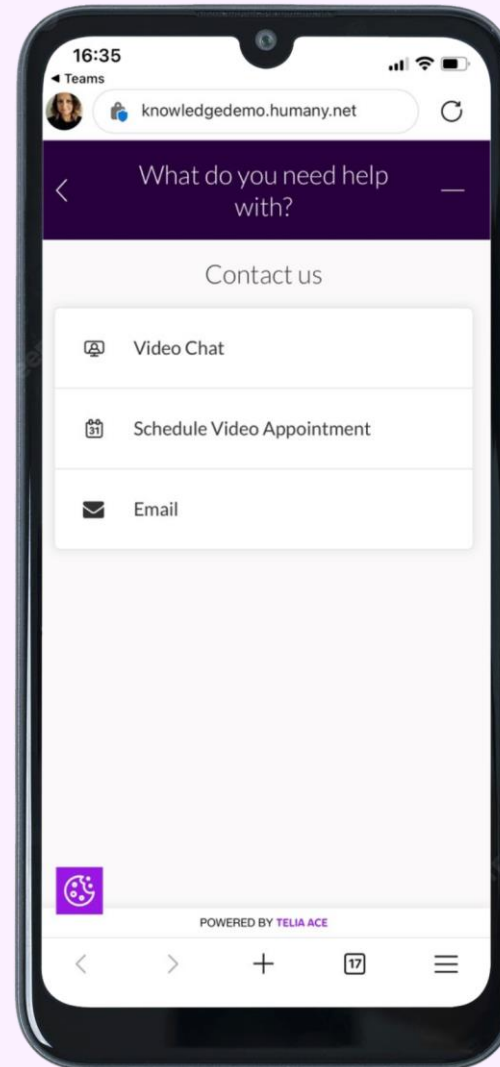 16:35
◄ Teams
knowledgedemo.humany.net
What do you need help
with?
Contact us
Video Chat
31
Schedule Video Appointment
Email
POWERED BY TELIA ACE
17